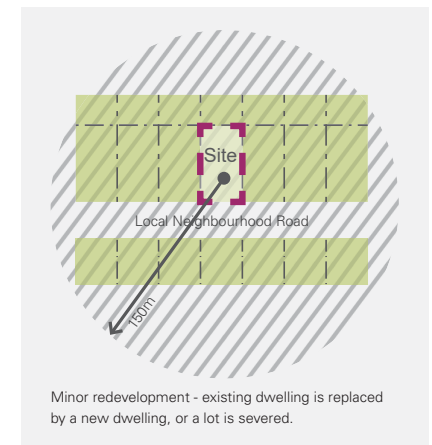 Site
Local Neighbourhood Road
150m
Minor redevelopment - existing dwelling is replaced
by a new dwelling, or a lot is severed.